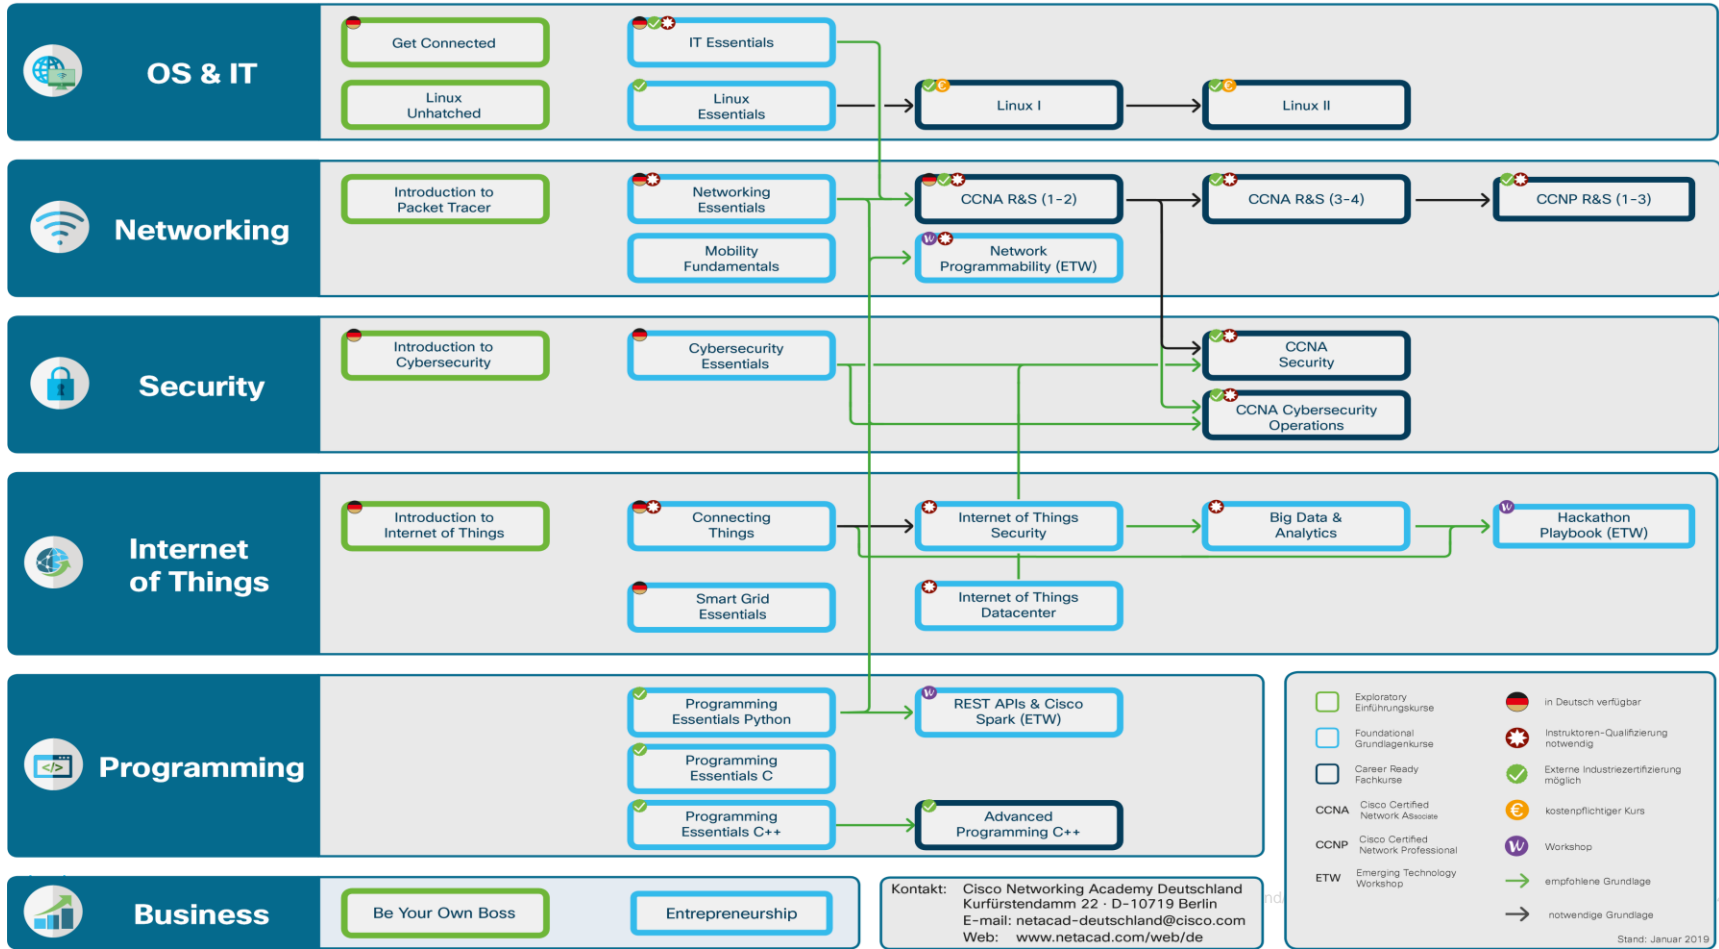 OS & IT
Get Connected
IT Essentials
Linux
Unhatched
Linux
Essentials
Linux I
Linux II
Networking
Introduction to
Packet Tracer
Networking
Essentials
CCNA R&S (1-2)
CCNA R&S (3-4)
CCNP R&S (1-3)
Mobility
Fundamentals
Network
Programmability (ETW)
Security
Introduction to
Cybersecurity
Cybersecurity
Essentials
CCNA
Security
CCNA Cybersecurity
Operations
Internet
of Things
Introduction to
Internet of Things
Connecting
Things
Internet of Things
Security
Big Data &
Analytics
Hackathon
Playbook (ETW)
Smart Grid
Essentials
Internet of Things
Datacenter
Programming
Programming
Essentials Python
REST APIs & Cisco
Spark (ETW)
Programming
Essentials C
Programming
Essentials C++
Advanced
Programming C++
Business
Be Your Own Boss
Entrepreneurship
Kontakt: Cisco Networking Academy Deutschland
Kurfürstendamm 22 · D-10719 Berlin
E-mail: netacad-deutschland@cisco.com
Web: www.netacad.com/web/de
Exploratory
Einführungskurse
Foundational
Grundlagenkurse
Career Ready
Fachkurse
CCNA Cisco Certified
Network Associate
CCNP Cisco Certified
Network Professional
ETW Emerging Technology
Workshop
in Deutsch verfügbar
Instruktoren-Qualifizierung
notwendig
Externe Industriezertifizierung
möglich
kostenpflichtiger Kurs
Workshop
empfohlene Grundlage
notwendige Grundlage
Stand: Januar 2019